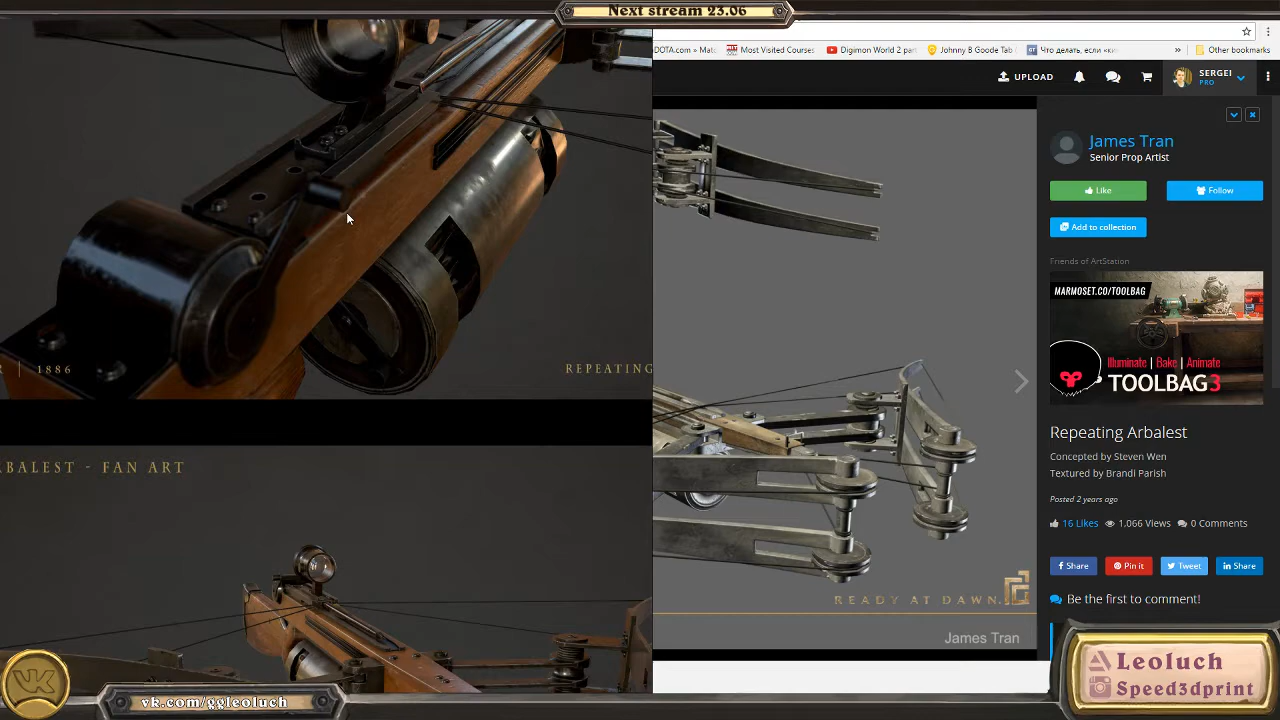 Next stream 23.06
DOTA.com » Mat
Most Visited Courses
Digimon World 2 part
Johnny B Goode Tab
Что делать, если «ки
»
Other bookmarks
UPLOAD
SERGEI
PRO
James Tran
Senior Prop Artist
Like
Follow
Add to collection
Friends of ArtStation
MARMOSET.CO/TOOLBAG
Illuminate | Bake | Animate
TOOLBAG 3
Repeating Arbalest
Concepted by Steven Wen
Textured by Brandi Parish
Posted 2 years ago
16 Likes 1.066 Views 0 Comments
Share Pin it Tweet Share
Be the first to comment!
R | 1886
REPEATING
RBALEST - FAN ART
READY AT DAWN
James Tran
vk.com/ggleoluch
Leoluch
Speed3dprint